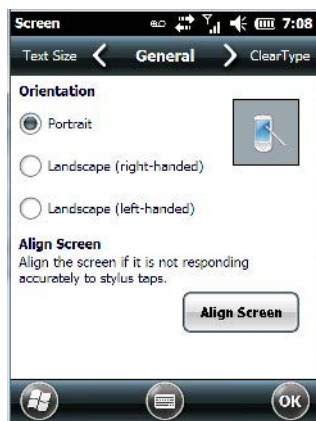 Screen 7:08
Text Size General ClearType
Orientation
Portrait
Landscape (right-handed)
Landscape (left-handed)
Align Screen
Align the screen if it is not responding
accurately to stylus taps.
Align Screen
OK